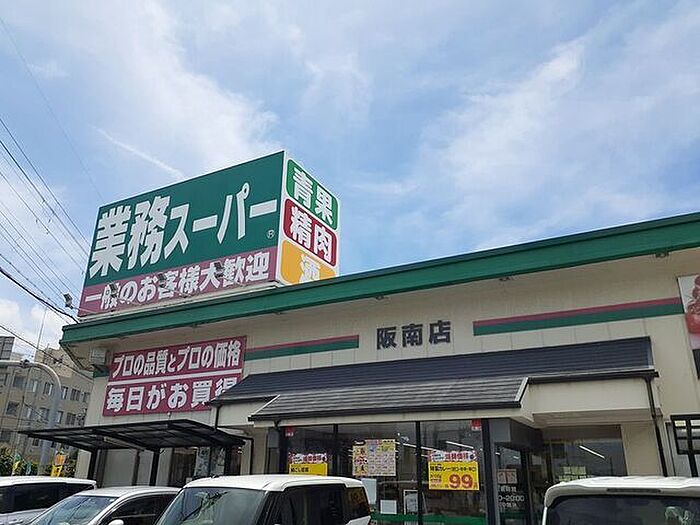 業務スーパー
一般のお客様大歓迎
青果
精肉
酒
阪南店
プロの品質とプロの価格
毎日がお買得
99